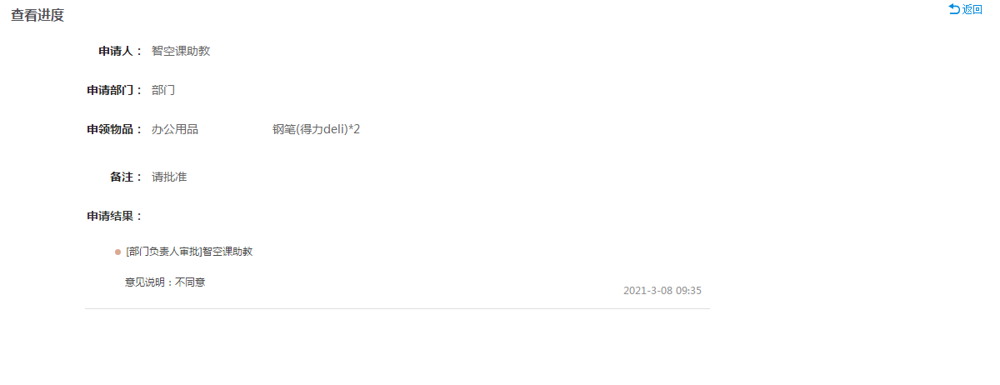 查看进度
返回
申请人： 智空课助教
申请部门： 部门
申领物品： 办公用品 钢笔(得力deli)*2
备注： 请批准
申请结果：
[部门负责人审批]智空课助教
意见说明：不同意
2021-3-08 09:35